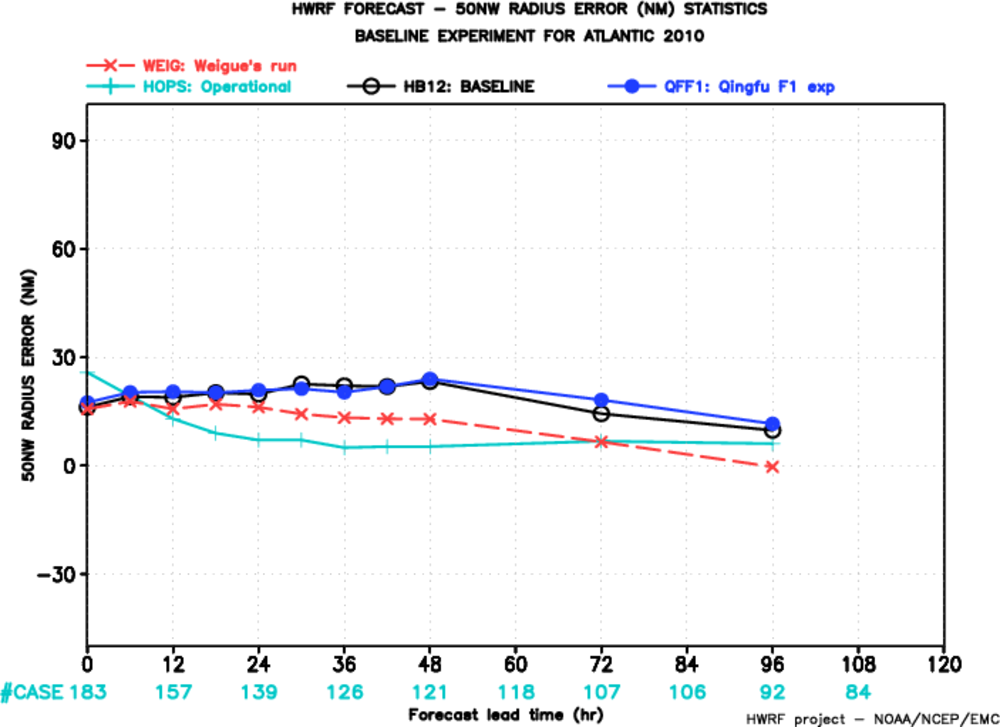 HWRF FORECAST – 50NW RADIUS ERROR (NM) STATISTICS
BASELINE EXPERIMENT FOR ATLANTIC 2010
WEIG: Weigue's run
HOPS: Operational HB12: BASELINE QFF1: Qingfu F1 exp
90
60
30
0
−30
50NW RADIUS ERROR (NM)
0 12 24 36 48 60 72 84 96 108 120
#CASE 183 157 139 126 121 118 107 106 92 84
Forecast lead time (hr)
HWRF project – NOAA/NCEP/EMC